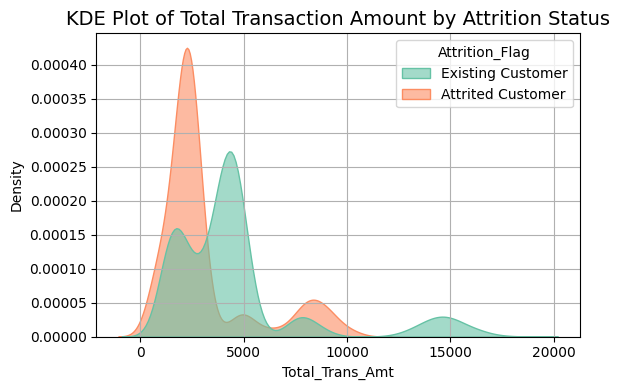 KDE Plot of Total Transaction Amount by Attrition Status
Attrition_Flag
Existing Customer
Attrited Customer
Density
0.00040
0.00035
0.00030
0.00025
0.00020
0.00015
0.00010
0.00005
0.00000
0 5000 10000 15000 20000
Total_Trans_Amt